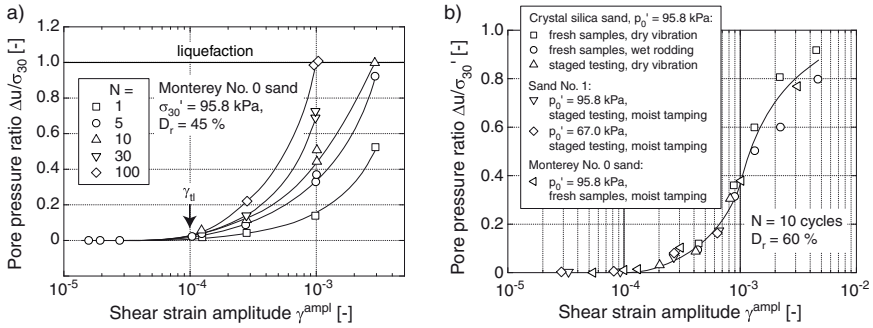 a)
Pore pressure ratio Δu/σ30 [-]
1.2
1.0
0.8
0.6
0.4
0.2
0
liquefaction
N =
1
5
10
30
100
Monterey No. 0 sand
σ30' = 95.8 kPa,
Dr = 45 %
γtl
10-5
10-4
10-3
Shear strain amplitude γampl [-]
b)
Pore pressure ratio Δu/σ30' [-]
1.0
0.8
0.6
0.4
0.2
0
Crystal silica sand, p0' = 95.8 kPa:
fresh samples, dry vibration
fresh samples, wet rodding
staged testing, dry vibration
Sand No. 1:
p0' = 95.8 kPa,
staged testing, moist tamping
p0' = 67.0 kPa,
staged testing, moist tamping
Monterey No. 0 sand:
p0' = 95.8 kPa,
fresh samples, moist tamping
N = 10 cycles
Dr = 60 %
10-5
10-4
10-3
10-2
Shear strain amplitude γampl [-]